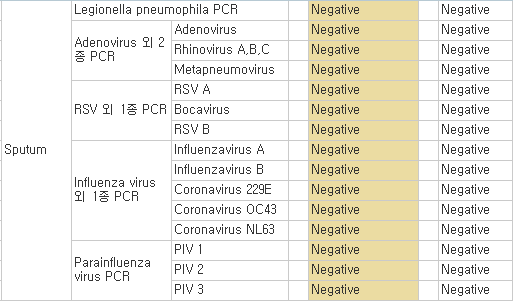 Legionella pneumophila PCR Negative Negative
Adenovirus Negative Negative
Adenovirus 외 2
종 PCR
Rhinovirus A,B,C Negative Negative
Metapneumovirus Negative Negative
RSV A Negative Negative
RSV 외 1종 PCR Bocavirus Negative Negative
RSV B Negative Negative
Sputum
Influenzavirus A Negative Negative
Influenzavirus B Negative Negative
Influenza virus
외 1종 PCR
Coronavirus 229E Negative Negative
Coronavirus OC43 Negative Negative
Coronavirus NL63 Negative Negative
PIV 1 Negative Negative
Parainfluenza
virus PCR
PIV 2 Negative Negative
PIV 3 Negative Negative